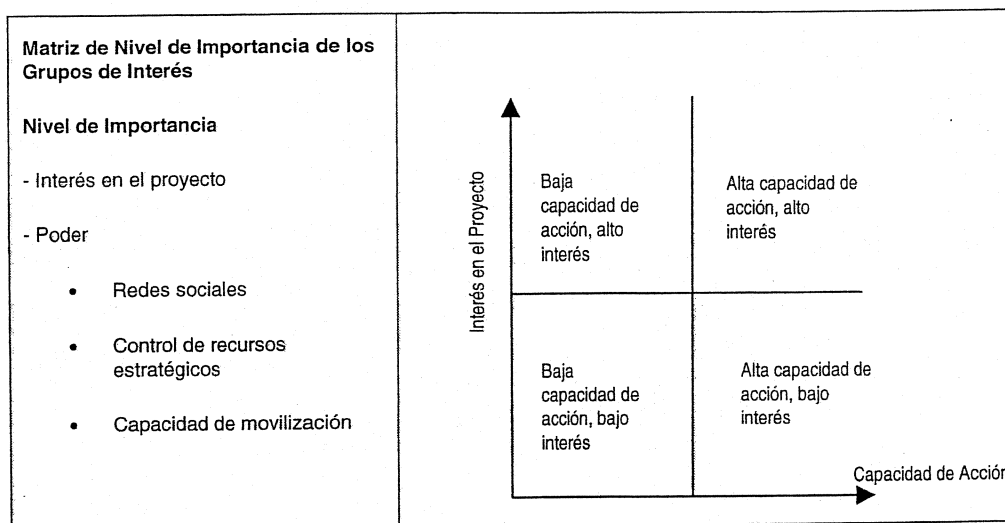 Matriz de Nivel de Importancia de los
Grupos de Interés
Nivel de Importancia
- Interés en el proyecto
- Poder
• Redes sociales
• Control de recursos
estratégicos
• Capacidad de movilización
Interés en el Proyecto
Baja
capacidad de
acción, alto
interés
Alta capacidad de
acción, alto
interés
Baja
capacidad de
acción, bajo
interés
Alta capacidad de
acción, bajo
interés
Capacidad de Acción